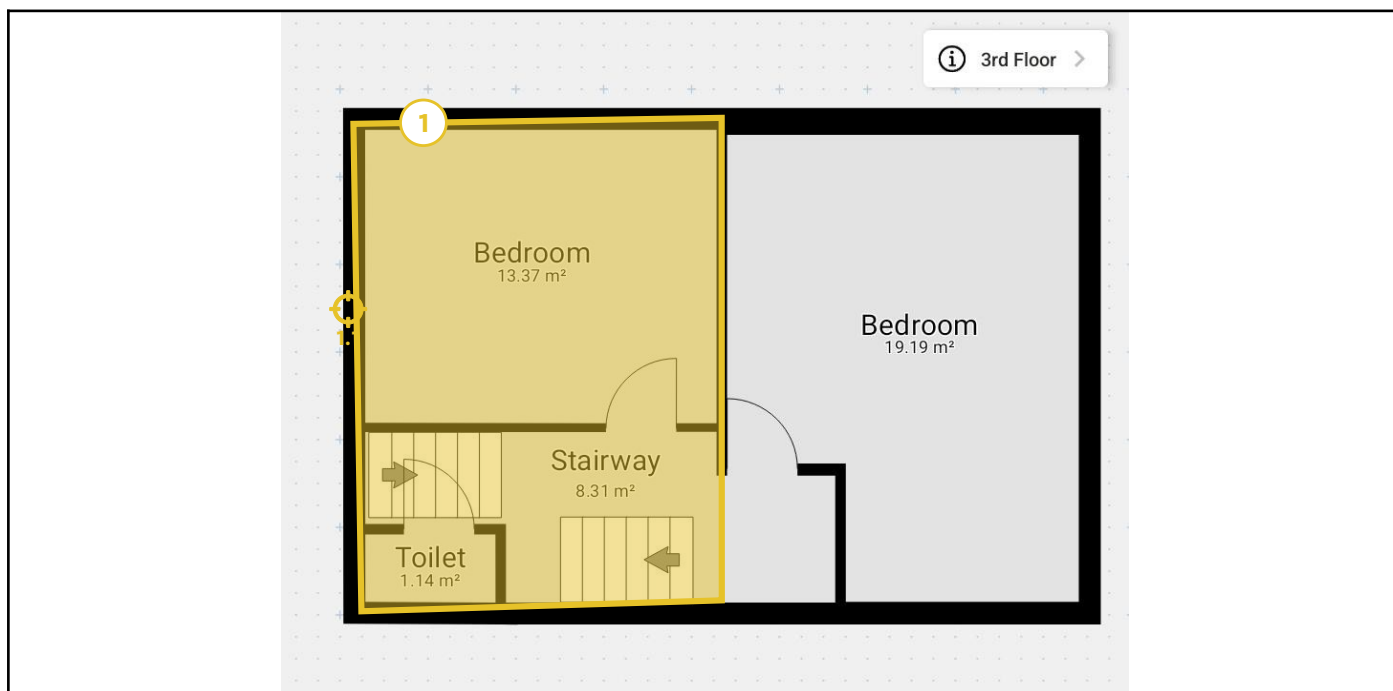 3rd Floor
1
Bedroom
13.37 m²
Bedroom
19.19 m²
Stairway
8.31 m²
Toilet
1.14 m²